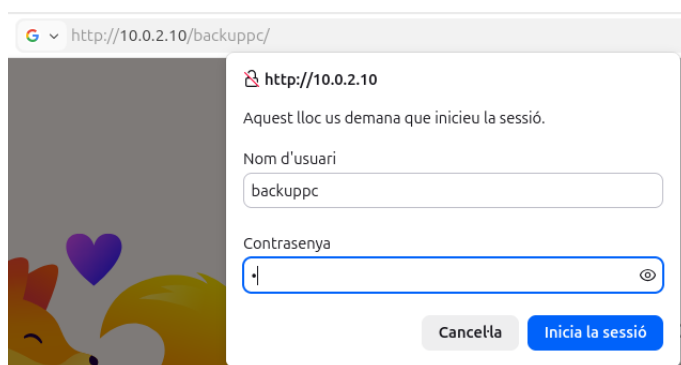 http://10.0.2.10/backuppc/
http://10.0.2.10
Aquest lloc us demana que inicieu la sessió.
Nom d'usuari
backuppc
Contrasenya
•
Cancel·la Inicia la sessió